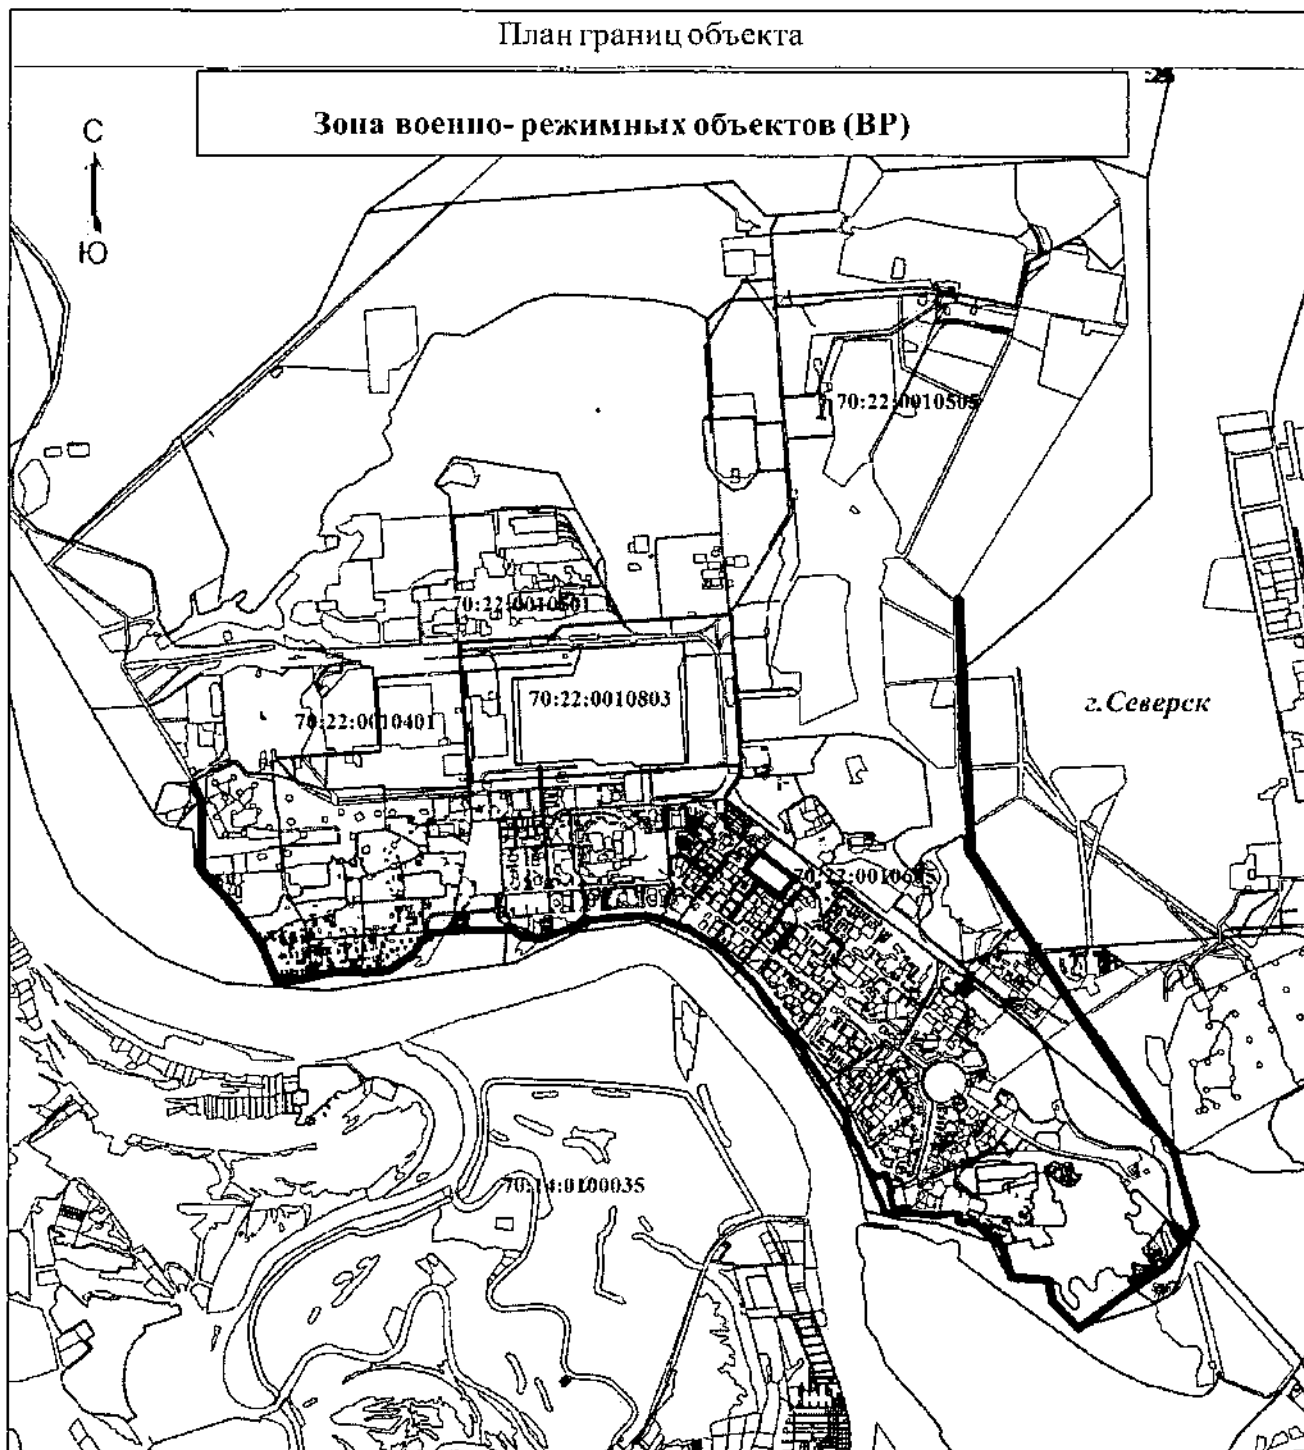 План границ объекта
Зона военно- режимных объектов (ВР)
С
Ю
70:22:0010505
70:22:0010801
70:22:0010803
70:22:0010401
г.Северск
70:14:0100035